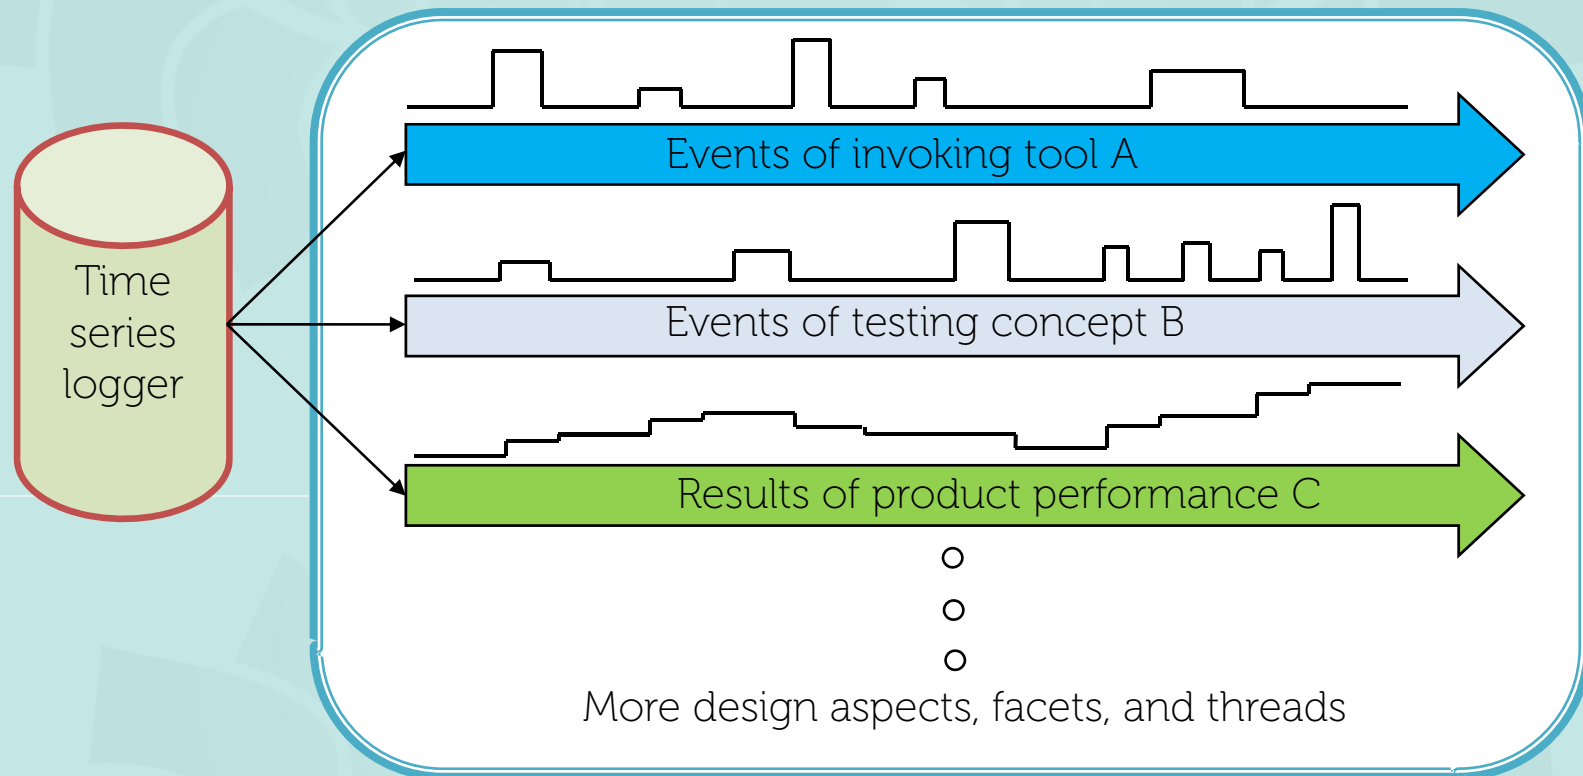 Time
series
logger
Events of invoking tool A
Events of testing concept B
Results of product performance C
More design aspects, facets, and threads